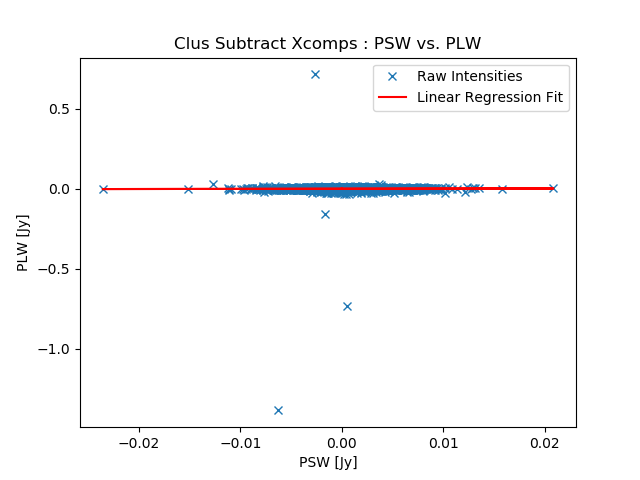 Clus Subtract Xcomps : PSW vs. PLW
Raw Intensities
Linear Regression Fit
0.5
0.0
−0.5
−1.0
PLW [Jy]
−0.02
−0.01
0.00
0.01
0.02
PSW [Jy]